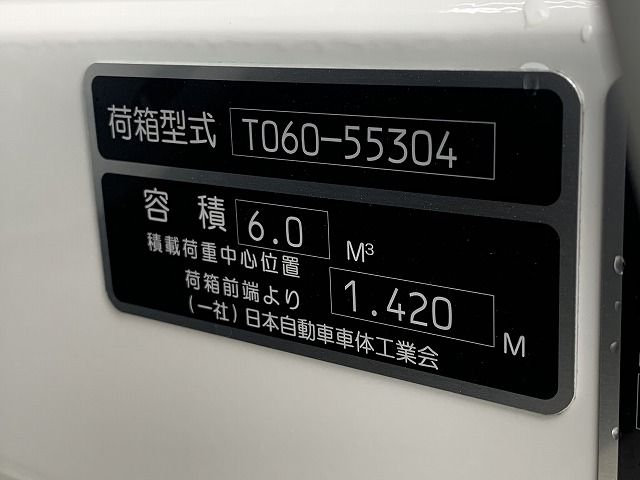 荷箱型式 T060-55304
容積 6.0 M³
積載荷重中心位置
荷箱前端より 1.420 M
(一社)日本自動車車体工業会